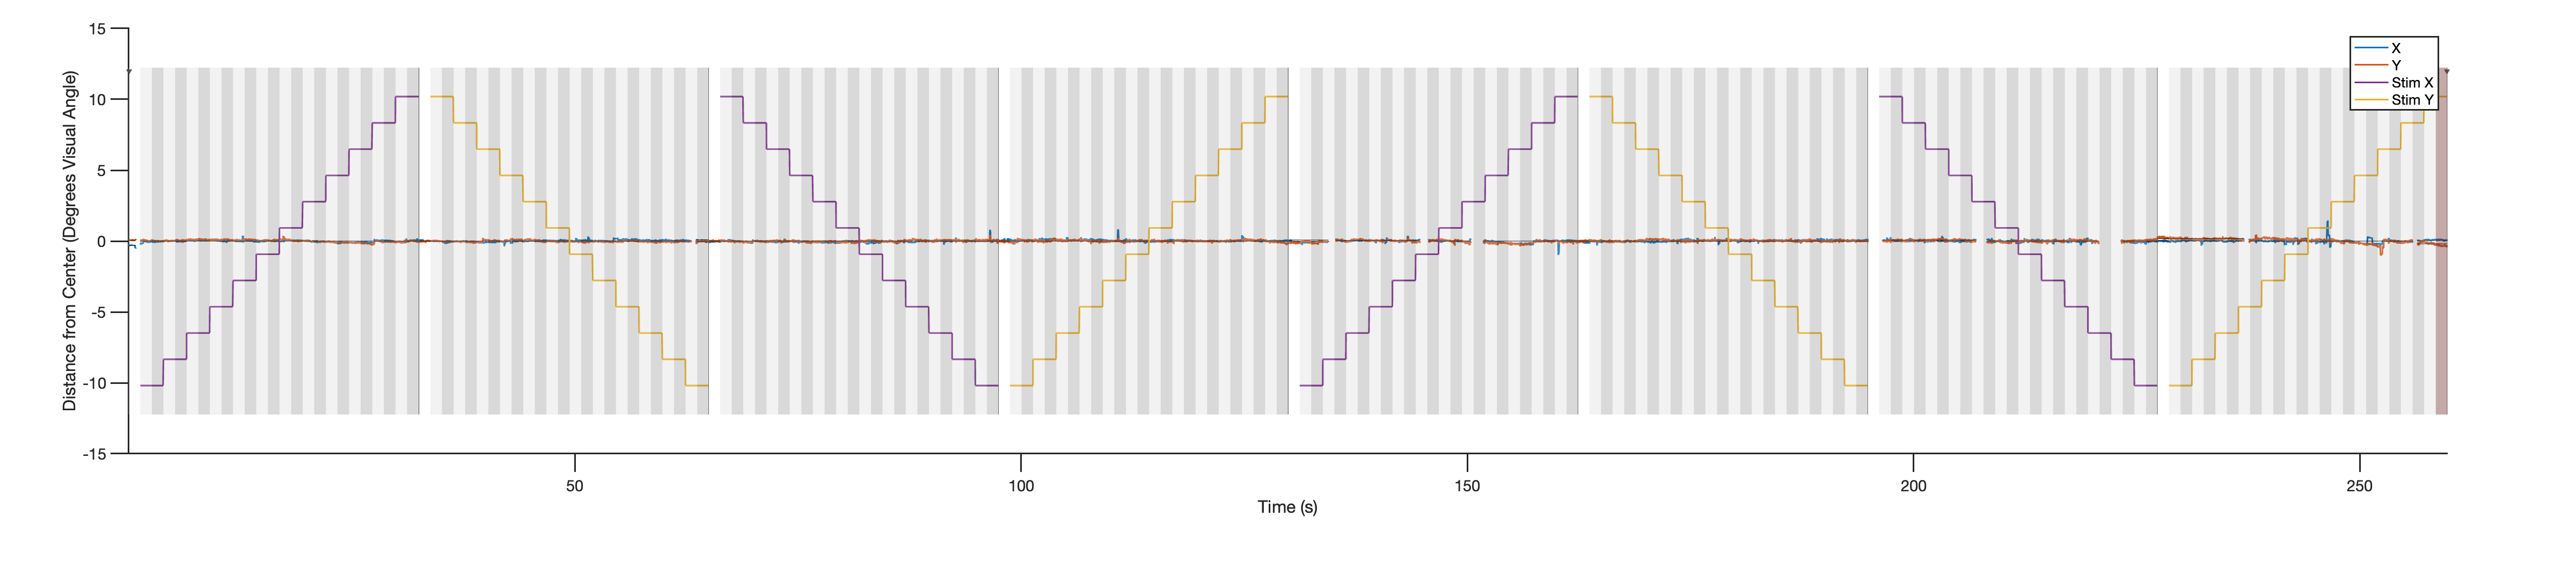 15
10
5
0
-5
-10
-15
Distance from Center (Degrees Visual Angle)
X
Y
Stim X
Stim Y
50
100
150
200
250
Time (s)